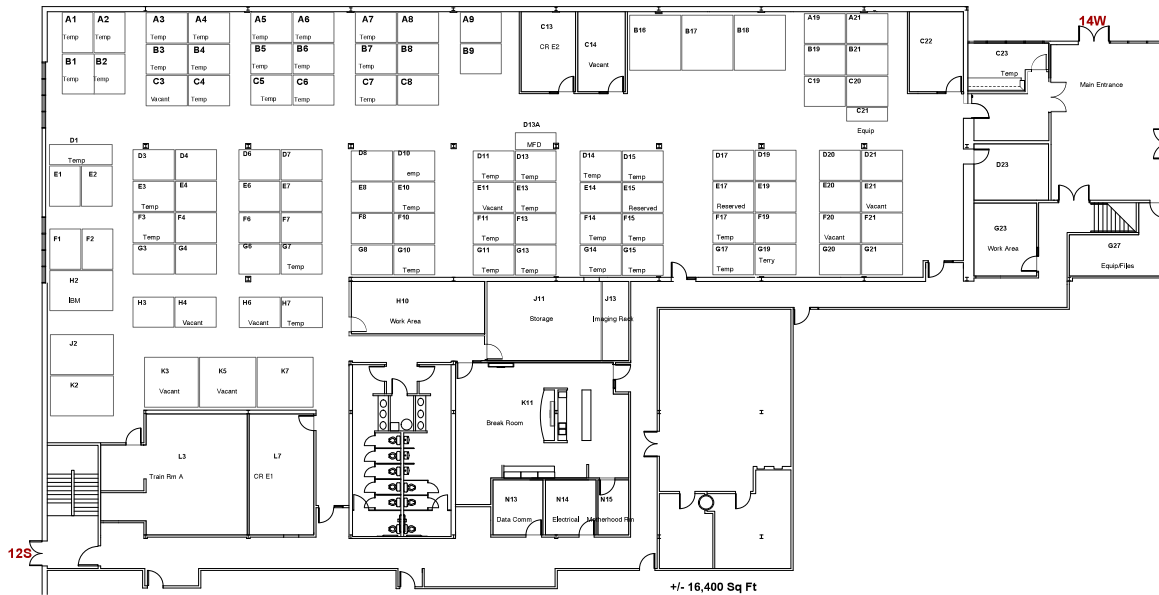 A1 A2 A3 A4 A5 A6 A7 A8 A9 C13 C14 B16 B17 B18 A19 A21 C22 C23 14W
Temp Temp Temp Temp Temp Temp Temp CR E2 Vacant Temp Main Entrance
B1 B2 B3 B4 B5 B6 B7 B8 B9 B19 B21
Temp Temp Temp Temp Temp Temp Temp
C3 C4 C5 C6 C7 C8 C19 C20
Vacant Temp Temp Temp Temp
C21
Equip
D13A
MFD
D1
Temp
D3 D4 D6 D7 D8 D10 D11 D13 D14 D15 D17 D19 D20 D21 D23
emp Temp Temp Temp Temp
E1 E2 E3 E4 E6 E7 E8 E10 E11 E13 E14 E15 E17 E19 E20 E21
Temp Temp Vacant Temp Reserved Reserved Vacant
F3 F4 F6 F7 F8 F10 F11 F13 F14 F15 F17 F19 F20 F21 G23
Temp Temp Temp Temp Temp Vacant Work Area
F1 F2 G3 G4 G6 G7 G8 G10 G11 G13 G14 G15 G17 G19 G20 G21 G27
Temp Temp Temp Temp Temp Temp Temp Terry Equip/Files
H2
IBM
H3 H4 H6 H7 H10 J11 J13
Vacant Vacant Temp Work Area Storage Imaging Rack
J2
K2 K3 K5 K7
Vacant Vacant
K11
Break Room
L3 L7
Train Rm A CR E1
N13 N14 N15
Data Comm Electrical Motherhood Rm
12S
+/- 16,400 Sq Ft